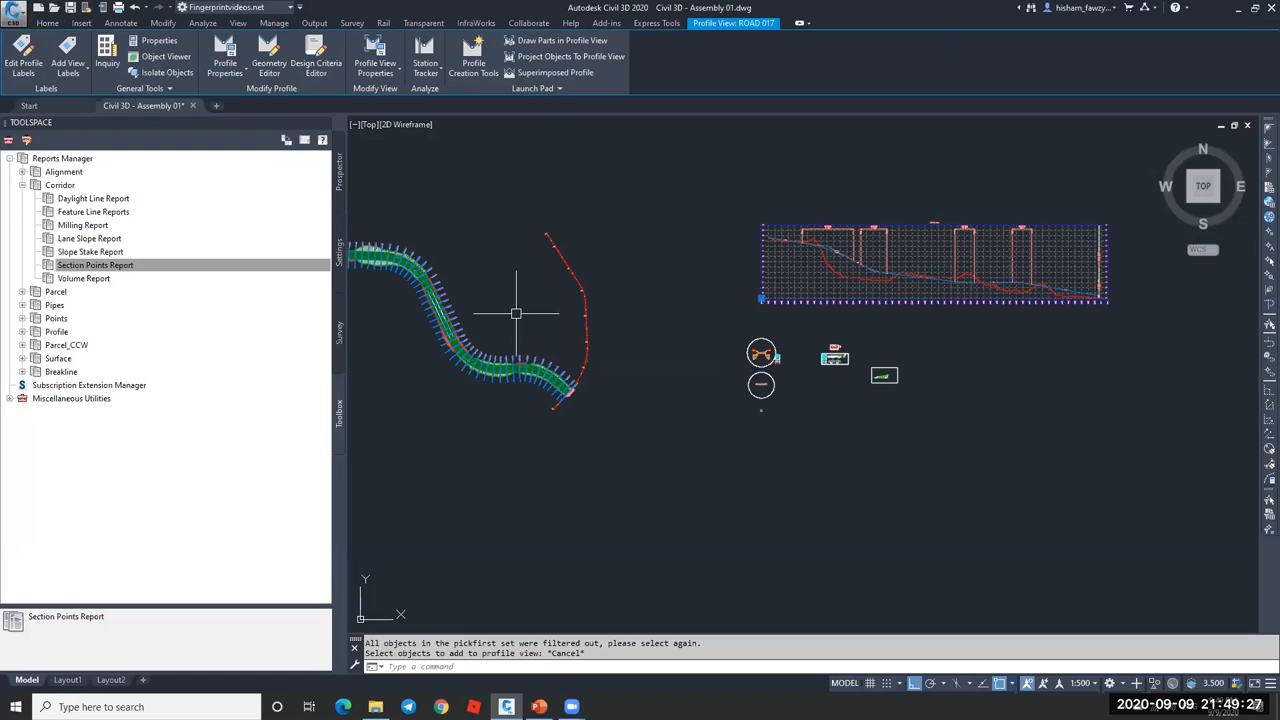 Fingerprintvideos.net
Autodesk Civil 3D 2020 Civil 3D - Assembly 01.dwg
hisham_fawzy...
C3D
Home Insert Annotate Modify Analyze View Manage Output Survey Rail Transparent InfraWorks Collaborate Help Add-ins Express Tools Profile View: ROAD 017
Edit Profile Labels
Add View Labels
Inquiry
Properties
Object Viewer
Isolate Objects
Profile Properties
Geometry Editor
Design Criteria Editor
Profile View Properties
Station Tracker
Profile Creation Tools
Draw Parts in Profile View
Project Objects To Profile View
Superimposed Profile
Labels General Tools Modify Profile Modify View Analyze Launch Pad
Start Civil 3D - Assembly 01*
TOOLSPACE
Reports Manager
Alignment
Corridor
Daylight Line Report
Feature Line Reports
Milling Report
Lane Slope Report
Slope Stake Report
Section Points Report
Volume Report
Parcel
Pipes
Points
Profile
Parcel_CCW
Surface
Breakline
Subscription Extension Manager
Miscellaneous Utilities
Prospector
Settings
Survey
Toolbox
Section Points Report
[−][Top][2D Wireframe]
N
W TOP E
S
WCS
Y
X
All objects in the pickfirst set were filtered out, please select again.
Select objects to add to profile view: *Cancel*
Type a command
Model Layout1 Layout2
MODEL 1:500 3.500
Type here to search
2020-09-09 21:49:27